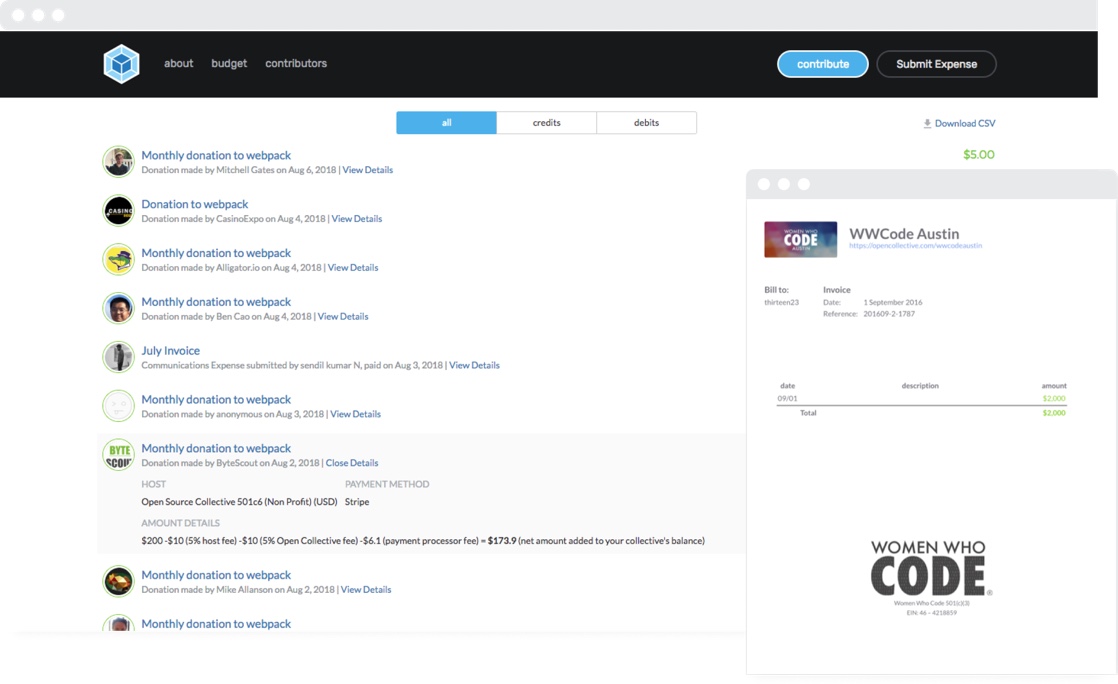 about budget contributors
contribute Submit Expense
all credits debits
Download CSV
Monthly donation to webpack
$5.00
Donation made by Mitchell Gates on Aug 6, 2018 | View Details
CASINO
Donation to webpack
Donation made by CasinoExpo on Aug 4, 2018 | View Details
Monthly donation to webpack
Donation made by Alligator.io on Aug 4, 2018 | View Details
Monthly donation to webpack
Donation made by Ben Cao on Aug 4, 2018 | View Details
July Invoice
Communications Expense submitted by sendil kumar N, paid on Aug 3, 2018 | View Details
Monthly donation to webpack
Donation made by anonymous on Aug 3, 2018 | View Details
BYTE
SCOUT
Monthly donation to webpack
Donation made by ByteScout on Aug 2, 2018 | Close Details
HOST PAYMENT METHOD
Open Source Collective 501c6 (Non Profit) (USD) Stripe
AMOUNT DETAILS
$200 -$10 (5% host fee) -$10 (5% Open Collective fee) -$6.1 (payment processor fee) = $173.9 (net amount added to your collective's balance)
Monthly donation to webpack
Donation made by Mike Allanson on Aug 2, 2018 | View Details
Monthly donation to webpack
WOMEN WHO
CODE
AUSTIN
WWCode Austin
https://opencollective.com/wwcodeaustin
Bill to: Invoice
thirteen23 Date: 1 September 2016
Reference: 201609-2-1787
date description amount
09/01 $2,000
Total $2,000
WOMEN WHO
CODE®
Women Who Code 501(c)(3)
EIN: 46 - 4218859